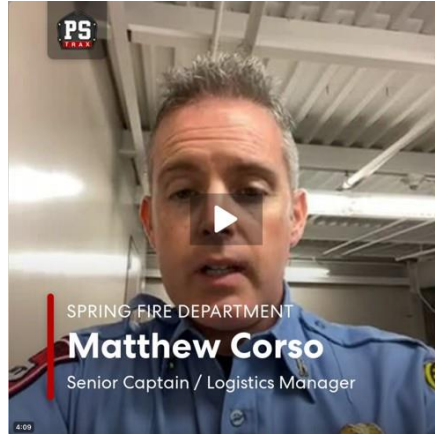 PS
TRAX
SPRING FIRE DEPARTMENT
Matthew Corso
Senior Captain / Logistics Manager
4:09